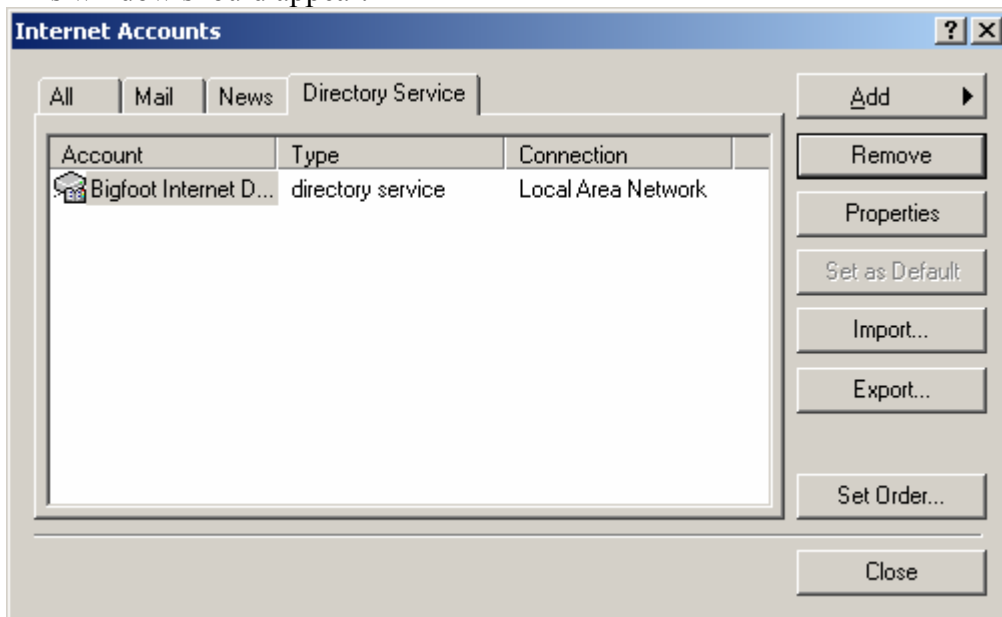 Internet Accounts
All Mail News Directory Service
Add
Account Type Connection
Remove
Bigfoot Internet D... directory service Local Area Network
Properties
Set as Default
Import...
Export...
Set Order...
Close